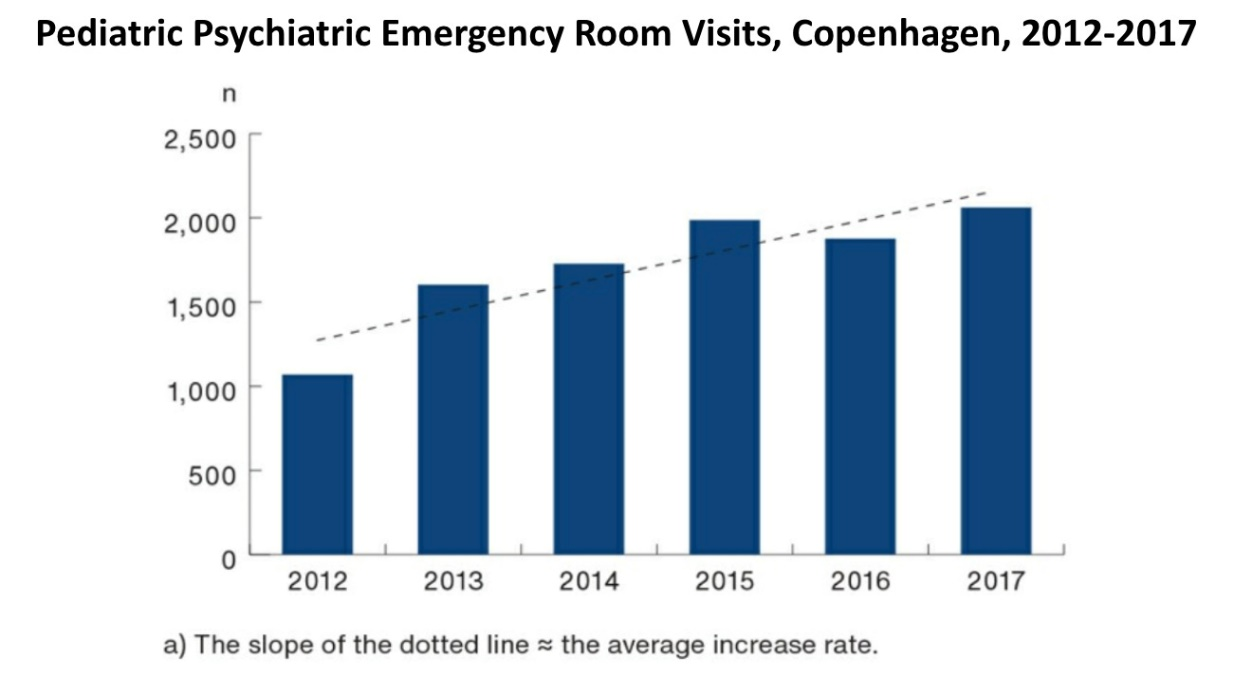 Pediatric Psychiatric Emergency Room Visits, Copenhagen, 2012-2017
n
2,500
2,000
1,500
1,000
500
0
2012 2013 2014 2015 2016 2017
a) The slope of the dotted line ≈ the average increase rate.